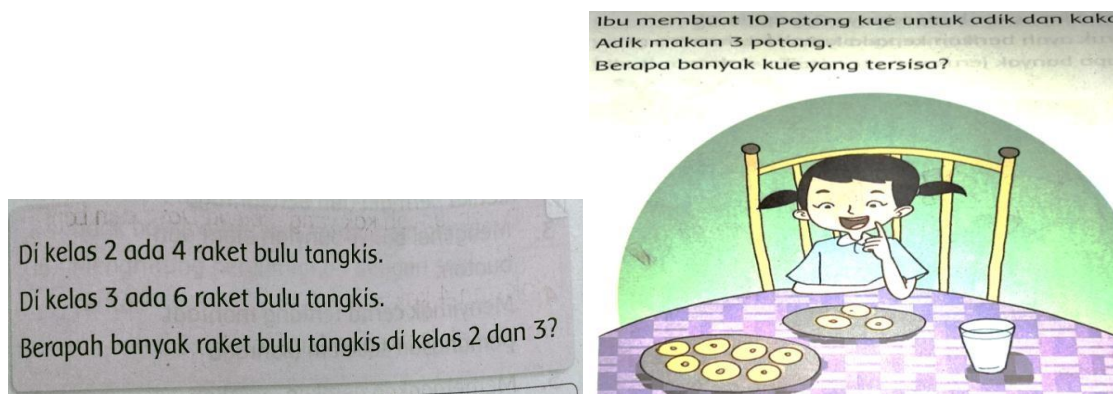 Di kelas 2 ada 4 raket bulu tangkis.
Di kelas 3 ada 6 raket bulu tangkis.
Berapah banyak raket bulu tangkis di kelas 2 dan 3?
Ibu membuat 10 potong kue untuk adik dan
Adik makan 3 potong.
Berapa banyak kue yang tersisa?